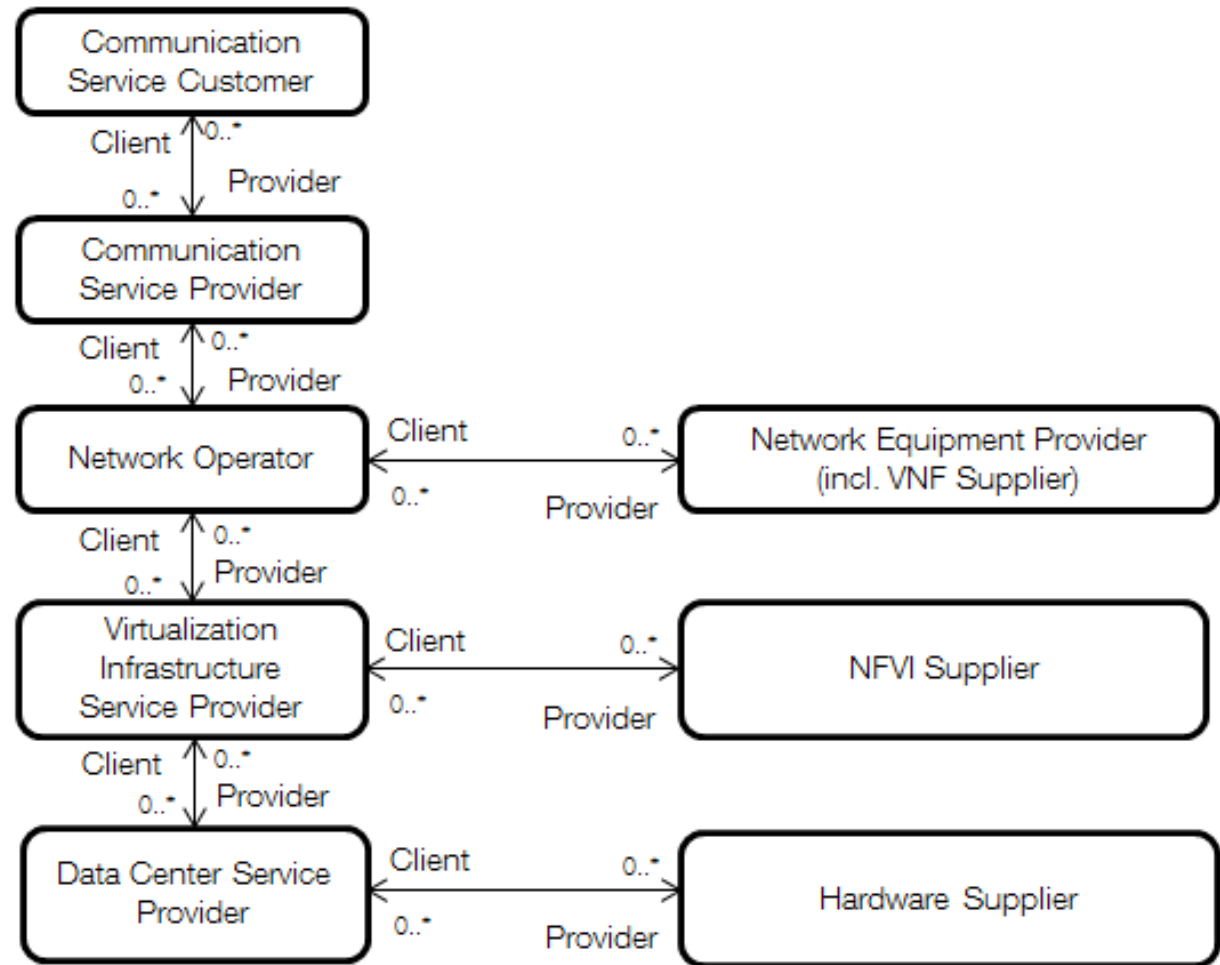 Communication
Service Customer
Client
0..*
0..*
Provider
Communication
Service Provider
Client
0..*
0..*
Provider
Network Operator
Client
0..*
0..*
Provider
Network Equipment Provider
(incl. VNF Supplier)
Client
0..*
0..*
Provider
Virtualization
Infrastructure
Service Provider
Client
0..*
0..*
Provider
NFVI Supplier
Client
0..*
0..*
Provider
Data Center Service
Provider
Client
0..*
0..*
Provider
Hardware Supplier